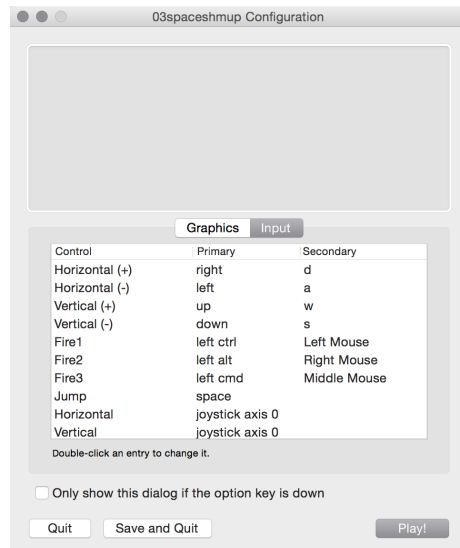 03spaceshmup Configuration
Graphics Input
Control Primary Secondary
Horizontal (+) right d
Horizontal (-) left a
Vertical (+) up w
Vertical (-) down s
Fire1 left ctrl Left Mouse
Fire2 left alt Right Mouse
Fire3 left cmd Middle Mouse
Jump space
Horizontal joystick axis 0
Vertical joystick axis 0
Double-click an entry to change it.
Only show this dialog if the option key is down
Quit Save and Quit Play!